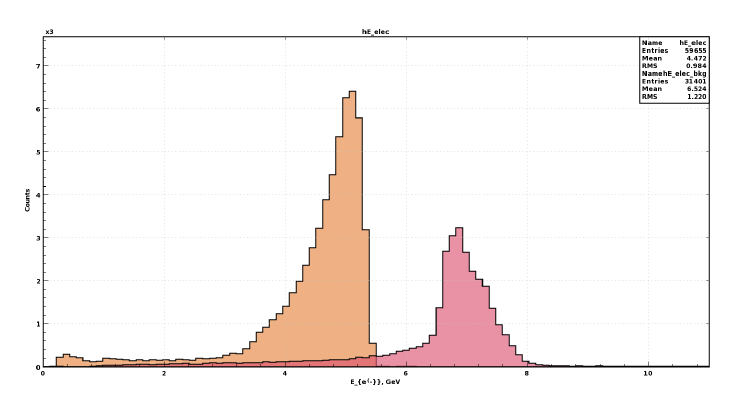 x3
hE_elec
Name hE_elec
Entries 59655
Mean 4.472
RMS 0.984
NamehE_elec_bkg
Entries 31401
Mean 6.524
RMS 1.220
7
6
5
4
3
2
1
0
Counts
0 2 4 6 8 10
E_{e^{-}}, GeV